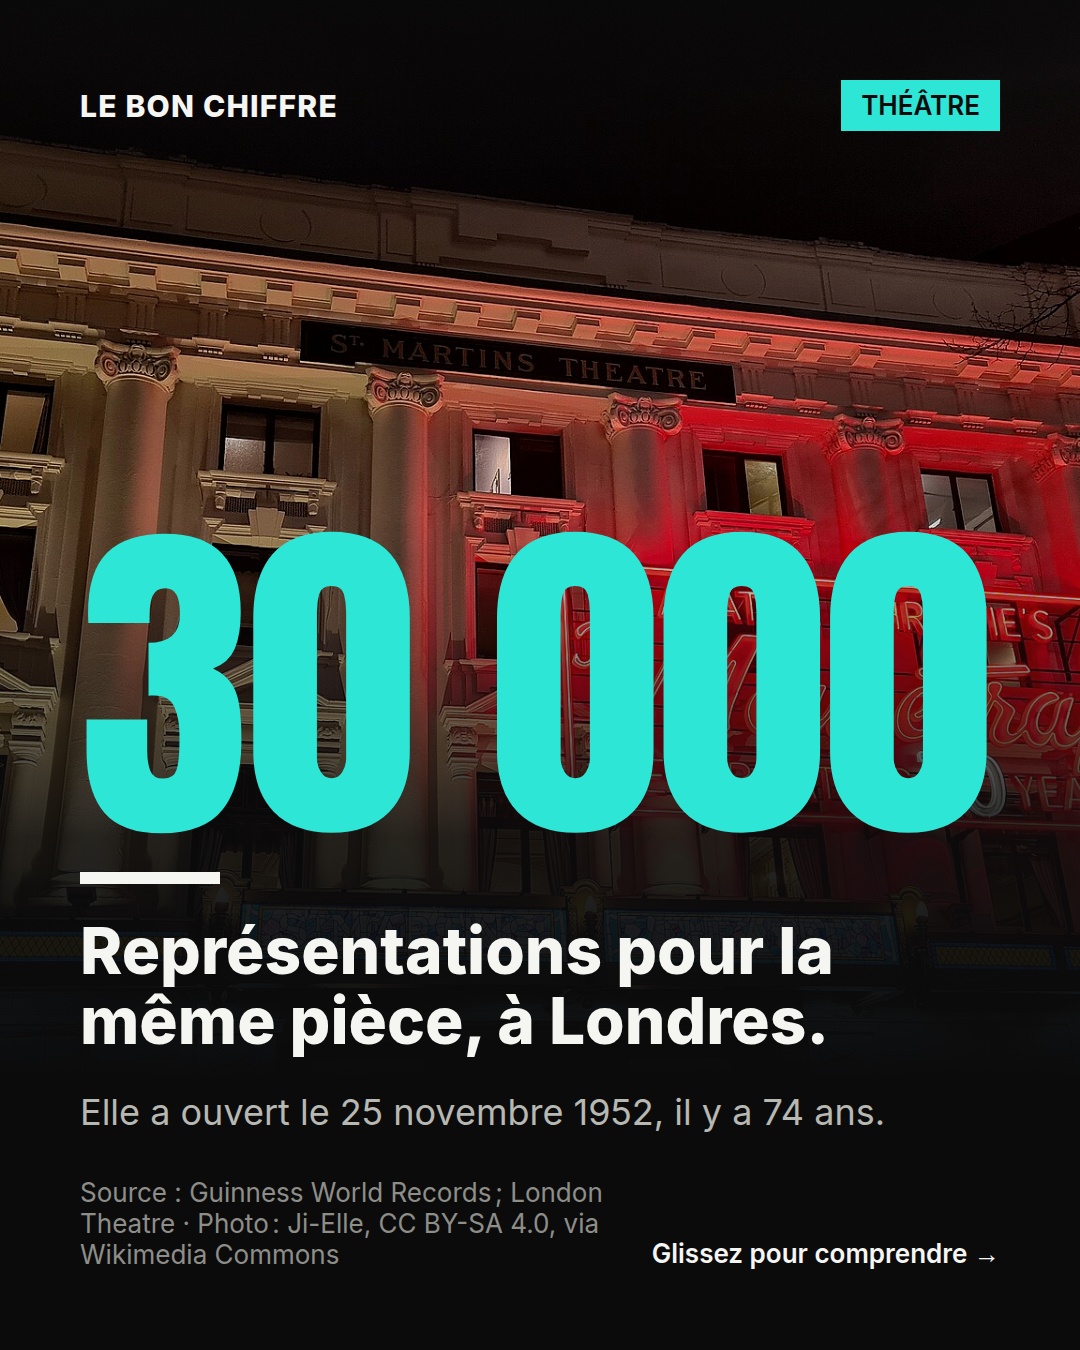 LE BON CHIFFRE
THÉÂTRE
ST. MARTINS THEATRE
30 000
Représentations pour la
même pièce, à Londres.
Elle a ouvert le 25 novembre 1952, il y a 74 ans.
Source : Guinness World Records ; London
Theatre · Photo : Ji-Elle, CC BY-SA 4.0, via
Wikimedia Commons
Glissez pour comprendre →